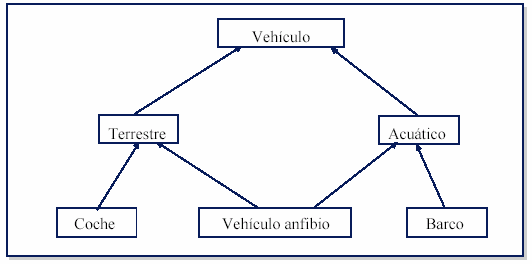 Vehículo
Terrestre
Acuático
Coche
Vehículo anfibio
Barco